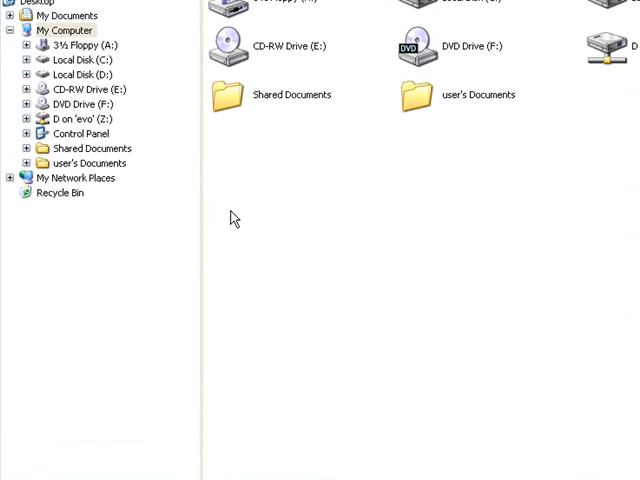 Desktop
My Documents
My Computer
3½ Floppy (A:)
Local Disk (C:)
Local Disk (D:)
CD-RW Drive (E:)
DVD Drive (F:)
D on 'evo' (Z:)
Control Panel
Shared Documents
user's Documents
My Network Places
Recycle Bin
CD-RW Drive (E:)
DVD
DVD Drive (F:)
D
Shared Documents
user's Documents